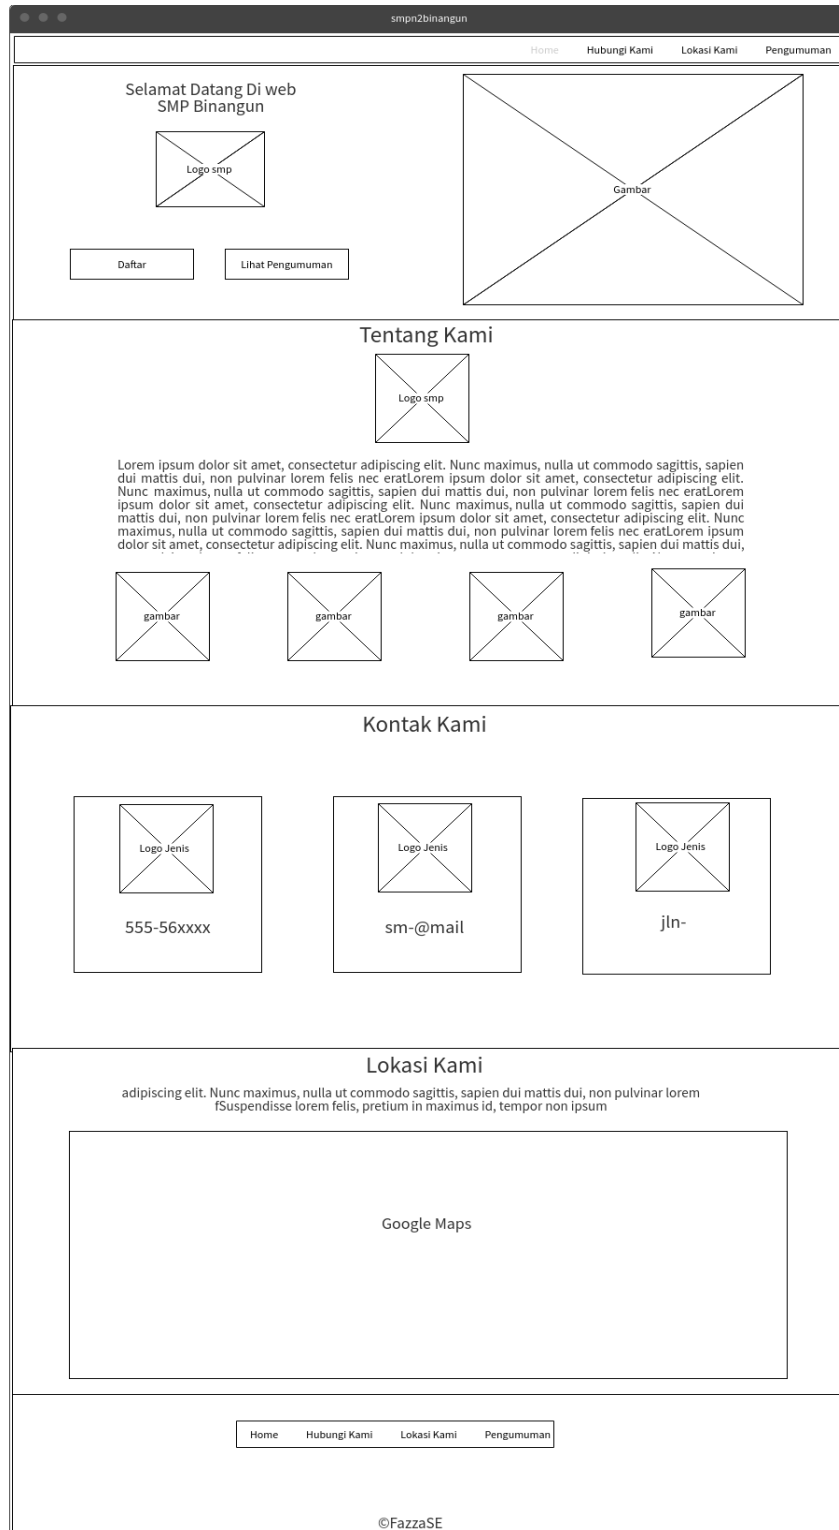 smpn2binangun
Home Hubungi Kami Lokasi Kami Pengumuman
Selamat Datang Di web
SMP Binangun
Logo smp
Gambar
Daftar Lihat Pengumuman
Tentang Kami
Logo smp
Lorem ipsum dolor sit amet, consectetur adipiscing elit. Nunc maximus, nulla ut commodo sagittis, sapien
dui mattis dui, non pulvinar lorem felis nec eratLorem ipsum dolor sit amet, consectetur adipiscing elit.
Nunc maximus, nulla ut commodo sagittis, sapien dui mattis dui, non pulvinar lorem felis nec eratLorem
ipsum dolor sit amet, consectetur adipiscing elit. Nunc maximus, nulla ut commodo sagittis, sapien dui
mattis dui, non pulvinar lorem felis nec eratLorem ipsum dolor sit amet, consectetur adipiscing elit. Nunc
maximus, nulla ut commodo sagittis, sapien dui mattis dui, non pulvinar lorem felis nec eratLorem ipsum
dolor sit amet, consectetur adipiscing elit. Nunc maximus, nulla ut commodo sagittis, sapien dui mattis dui,
gambar gambar gambar gambar
Kontak Kami
Logo Jenis Logo Jenis Logo Jenis
555-56xxxx sm-@mail jln-
Lokasi Kami
adipiscing elit. Nunc maximus, nulla ut commodo sagittis, sapien dui mattis dui, non pulvinar lorem
fSuspendisse lorem felis, pretium in maximus id, tempor non ipsum
Google Maps
Home Hubungi Kami Lokasi Kami Pengumuman
©FazzaSE